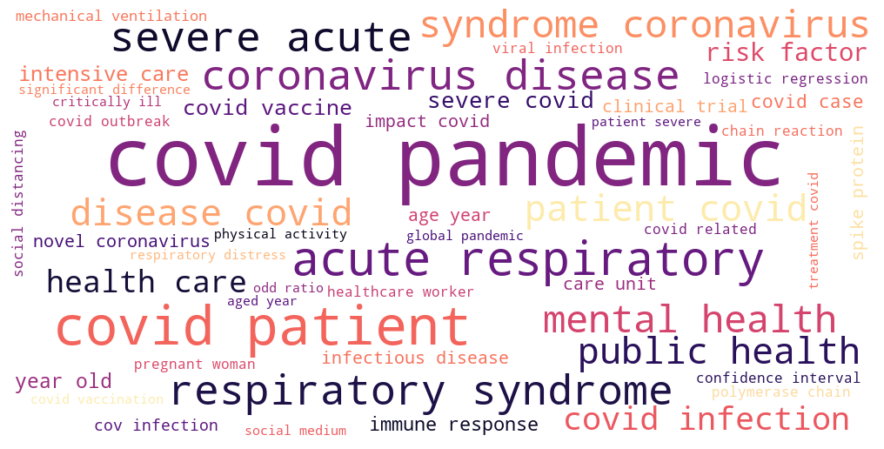 mechanical ventilation
severe acute
syndrome coronavirus
viral infection
risk factor
intensive care
coronavirus disease
logistic regression
significant difference
critically ill
covid vaccine
severe covid
clinical trial
covid case
covid outbreak
impact covid
patient severe
chain reaction
social distancing
covid pandemic
spike protein
disease covid
age year
patient covid
treatment covid
novel coronavirus
physical activity
global pandemic
covid related
respiratory distress
acute respiratory
health care
odd ratio
healthcare worker
care unit
aged year
covid patient
mental health
infectious disease
public health
pregnant woman
year old
respiratory syndrome
confidence interval
polymerase chain
covid vaccination
cov infection
social medium
immune response
covid infection